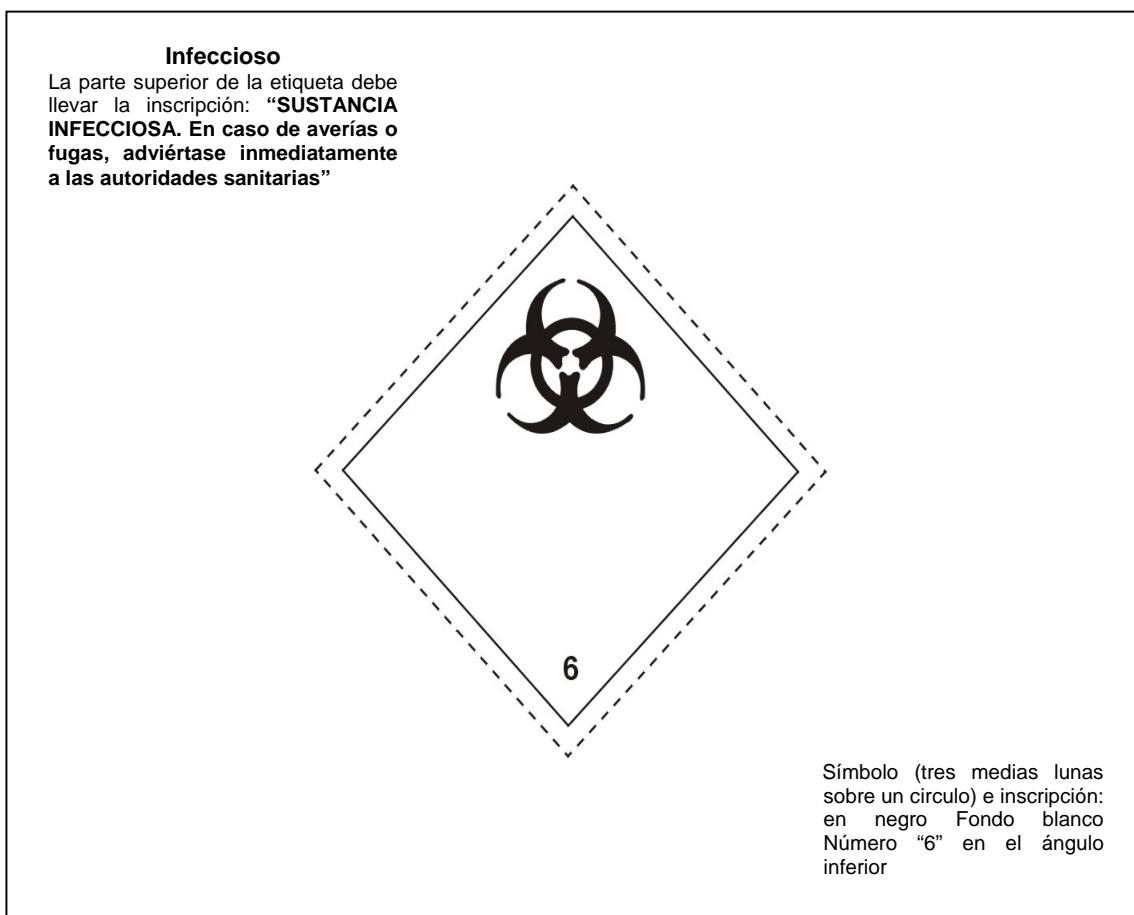 Infeccioso
La parte superior de la etiqueta debe
llevar la inscripción: “SUSTANCIA
INFECCIOSA. En caso de averías o
fugas, adviértase inmediatamente
a las autoridades sanitarias”
6
Símbolo (tres medias lunas
sobre un circulo) e inscripción:
en negro Fondo blanco
Número “6” en el ángulo
inferior